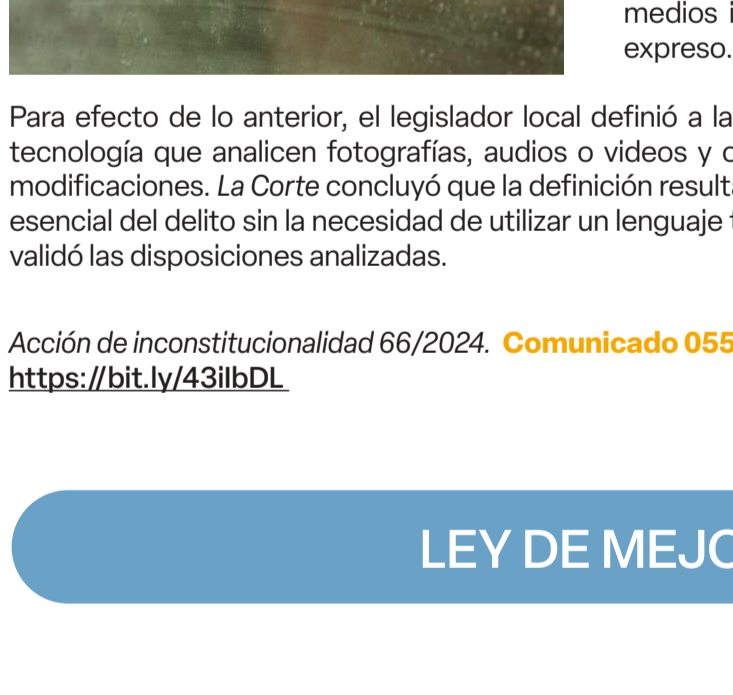 medios
expreso.
Para efecto de lo anterior, el legislador local definió a la
tecnología que analicen fotografías, audios o videos y
modificaciones. La Corte concluyó que la definición
esencial del delito sin la necesidad de utilizar un lenguaje
validó las disposiciones analizadas.
Acción de inconstitucionalidad 66/2024. Comunicado 055
https://bit.ly/43iIbDL
LEY DE